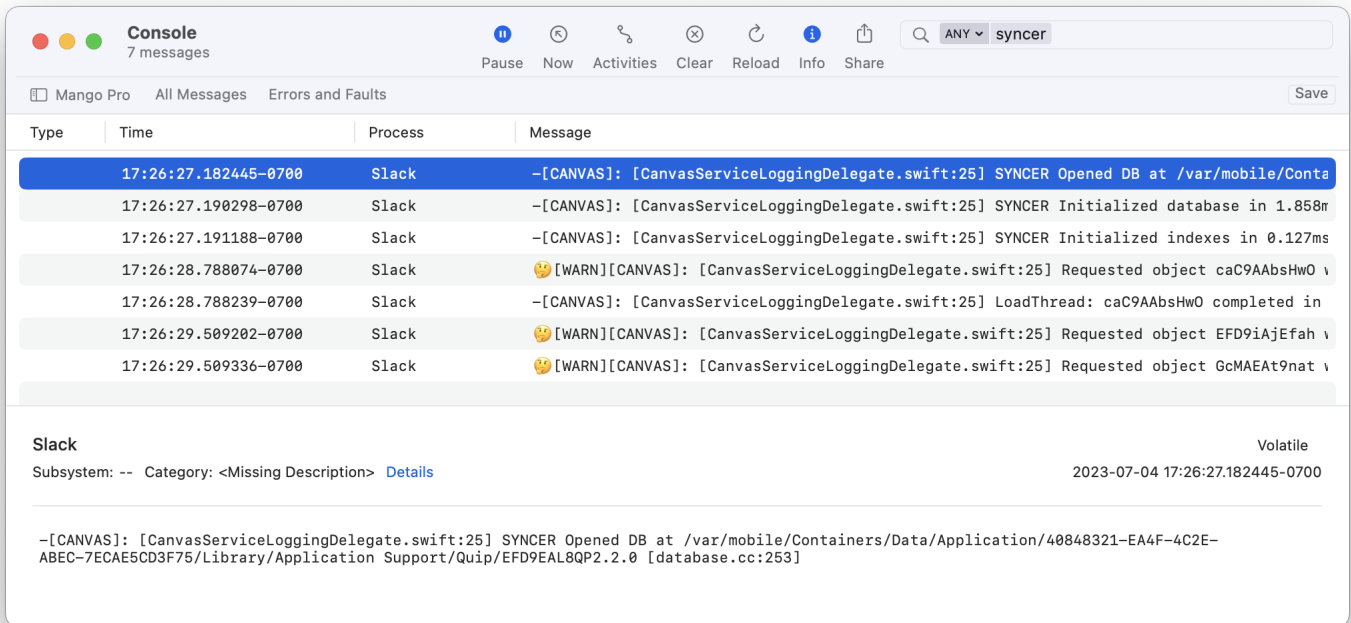 Console
7 messages
Pause Now Activities Clear Reload Info Share
ANY syncer
Mango Pro All Messages Errors and Faults Save
Type Time Process Message
17:26:27.182445-0700 Slack -[CANVAS]: [CanvasServiceLoggingDelegate.swift:25] SYNCER Opened DB at /var/mobile/Conta
17:26:27.190298-0700 Slack -[CANVAS]: [CanvasServiceLoggingDelegate.swift:25] SYNCER Initialized database in 1.858m
17:26:27.191188-0700 Slack -[CANVAS]: [CanvasServiceLoggingDelegate.swift:25] SYNCER Initialized indexes in 0.127ms
17:26:28.788074-0700 Slack 🤔[WARN][CANVAS]: [CanvasServiceLoggingDelegate.swift:25] Requested object caC9AAbsHwO
17:26:28.788239-0700 Slack -[CANVAS]: [CanvasServiceLoggingDelegate.swift:25] LoadThread: caC9AAbsHwO completed in
17:26:29.509202-0700 Slack 🤔[WARN][CANVAS]: [CanvasServiceLoggingDelegate.swift:25] Requested object EFD9iAjEfah
17:26:29.509336-0700 Slack 🤔[WARN][CANVAS]: [CanvasServiceLoggingDelegate.swift:25] Requested object GcMAEAt9nat
Slack Volatile
Subsystem: -- Category: <Missing Description> Details 2023-07-04 17:26:27.182445-0700
-[CANVAS]: [CanvasServiceLoggingDelegate.swift:25] SYNCER Opened DB at /var/mobile/Containers/Data/Application/40848321-EA4F-4C2E-
ABEC-7ECAE5CD3F75/Library/Application Support/Quip/EFD9EAL8QP2.2.0 [database.cc:253]